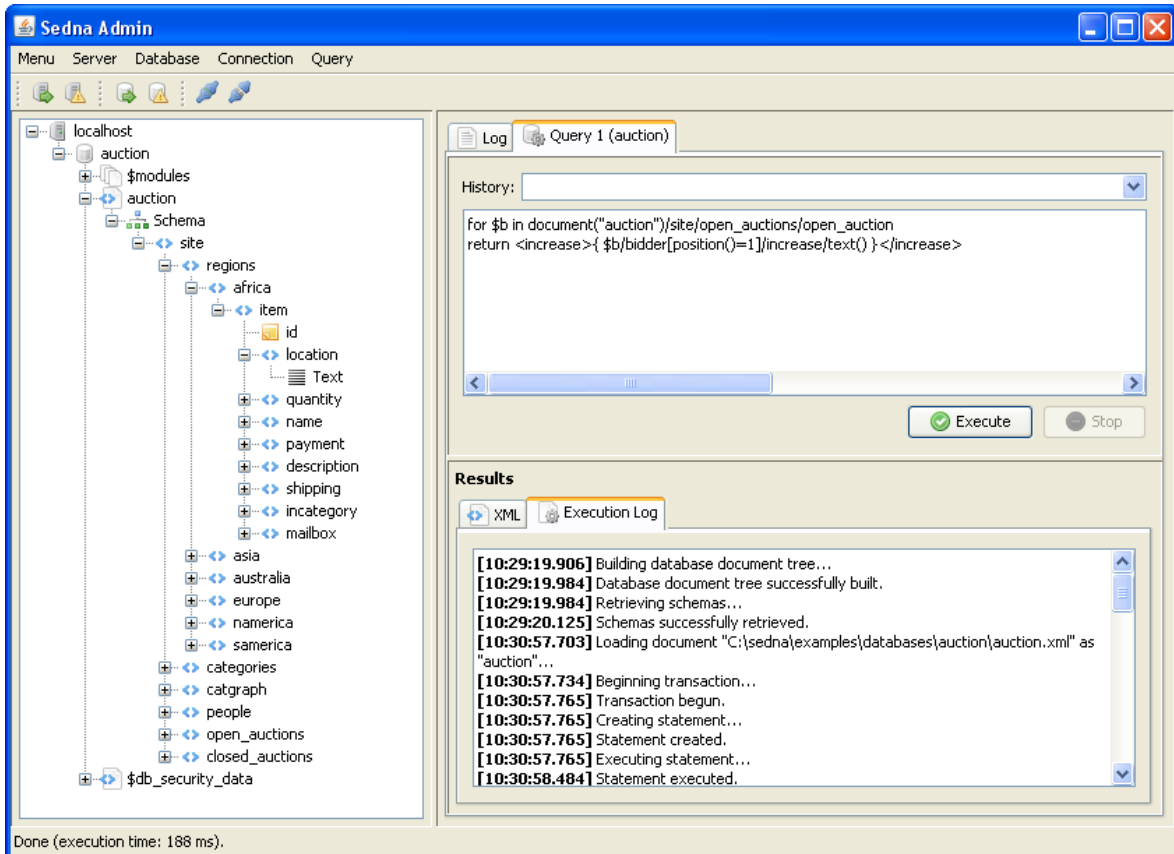 Sedna Admin
Menu Server Database Connection Query
localhost
auction
$modules
auction
Schema
site
regions
africa
item
id
location
Text
quantity
name
payment
description
shipping
incategory
mailbox
asia
australia
europe
namerica
samerica
categories
catgraph
people
open_auctions
closed_auctions
$db_security_data
Log Query 1 (auction)
History:
for $b in document("auction")/site/open_auctions/open_auction
return <increase>{ $b/bidder[position()=1]/increase/text() }</increase>
Execute Stop
Results
XML Execution Log
[10:29:19.906] Building database document tree...
[10:29:19.984] Database document tree successfully built.
[10:29:19.984] Retrieving schemas...
[10:29:20.125] Schemas successfully retrieved.
[10:30:57.703] Loading document "C:\sedna\examples\databases\auction\auction.xml" as
"auction"...
[10:30:57.734] Beginning transaction...
[10:30:57.765] Transaction begun.
[10:30:57.765] Creating statement...
[10:30:57.765] Statement created.
[10:30:57.765] Executing statement...
[10:30:58.484] Statement executed.
Done (execution time: 188 ms).